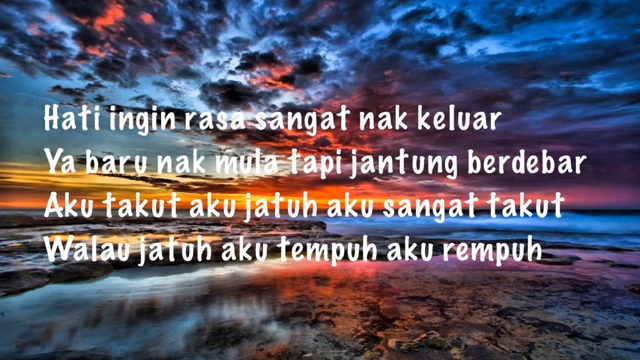 Hati ingin rasa sangat nak keluar
Ya baru nak mula tapi jantung berdebar
Aku takut aku jatuh aku sangat takut
Walau jatuh aku tempuh aku rempuh